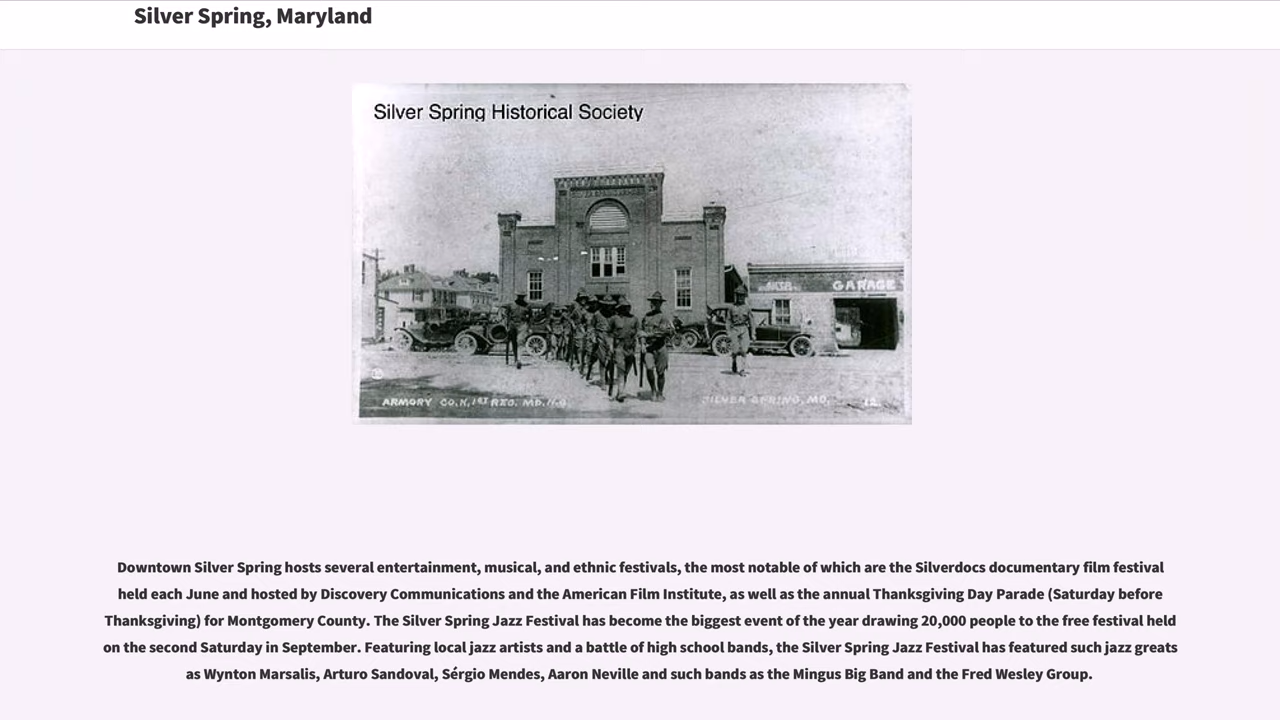 Silver Spring, Maryland
Silver Spring Historical Society
GARAGE
ARMORY CO. K, 1ST REG. MD.
SILVER SPRING, MD.
12
Downtown Silver Spring hosts several entertainment, musical, and ethnic festivals, the most notable of which are the Silverdocs documentary film festival
held each June and hosted by Discovery Communications and the American Film Institute, as well as the annual Thanksgiving Day Parade (Saturday before
Thanksgiving) for Montgomery County. The Silver Spring Jazz Festival has become the biggest event of the year drawing 20,000 people to the free festival held
on the second Saturday in September. Featuring local jazz artists and a battle of high school bands, the Silver Spring Jazz Festival has featured such jazz greats
as Wynton Marsalis, Arturo Sandoval, Sérgio Mendes, Aaron Neville and such bands as the Mingus Big Band and the Fred Wesley Group.